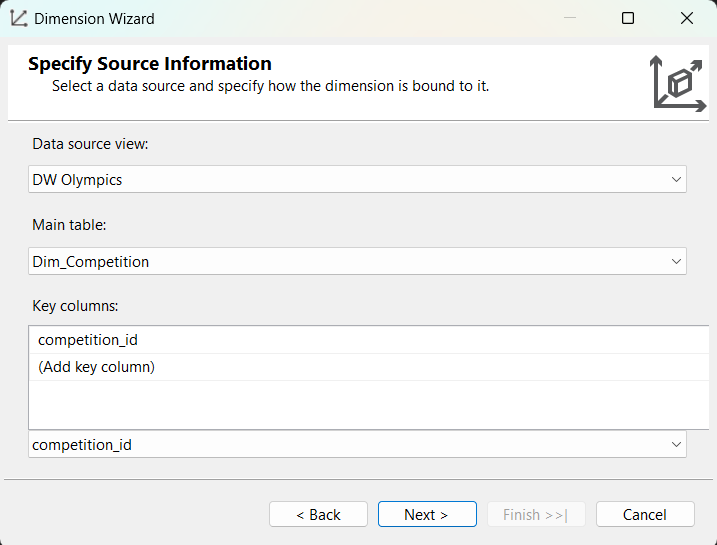 Dimension Wizard
Specify Source Information
Select a data source and specify how the dimension is bound to it.
Data source view:
DW Olympics
Main table:
Dim_Competition
Key columns:
competition_id
(Add key column)
competition_id
< Back
Next >
Finish >>|
Cancel